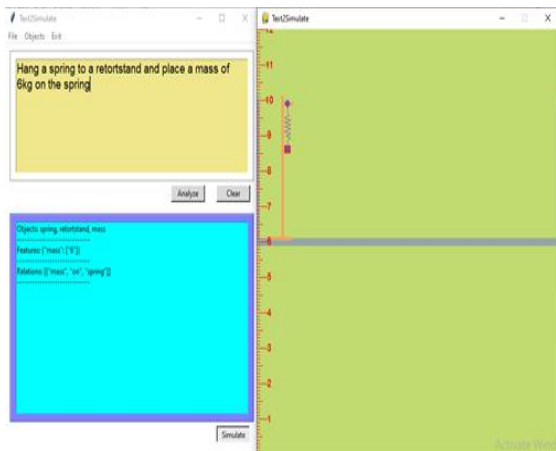 Text2Simulate
File Objects Exit
Hang a spring to a retortstand and place a mass of
6kg on the spring
Analyze Clear
Objects: spring, retortstand, mass
Features: {"mass": ["6"]}
Relations: [["mass", "on", "spring"]]
Simulate
Text2Simulate
12
11
10
9
8
7
6
5
4
3
2
1
Activate Wind